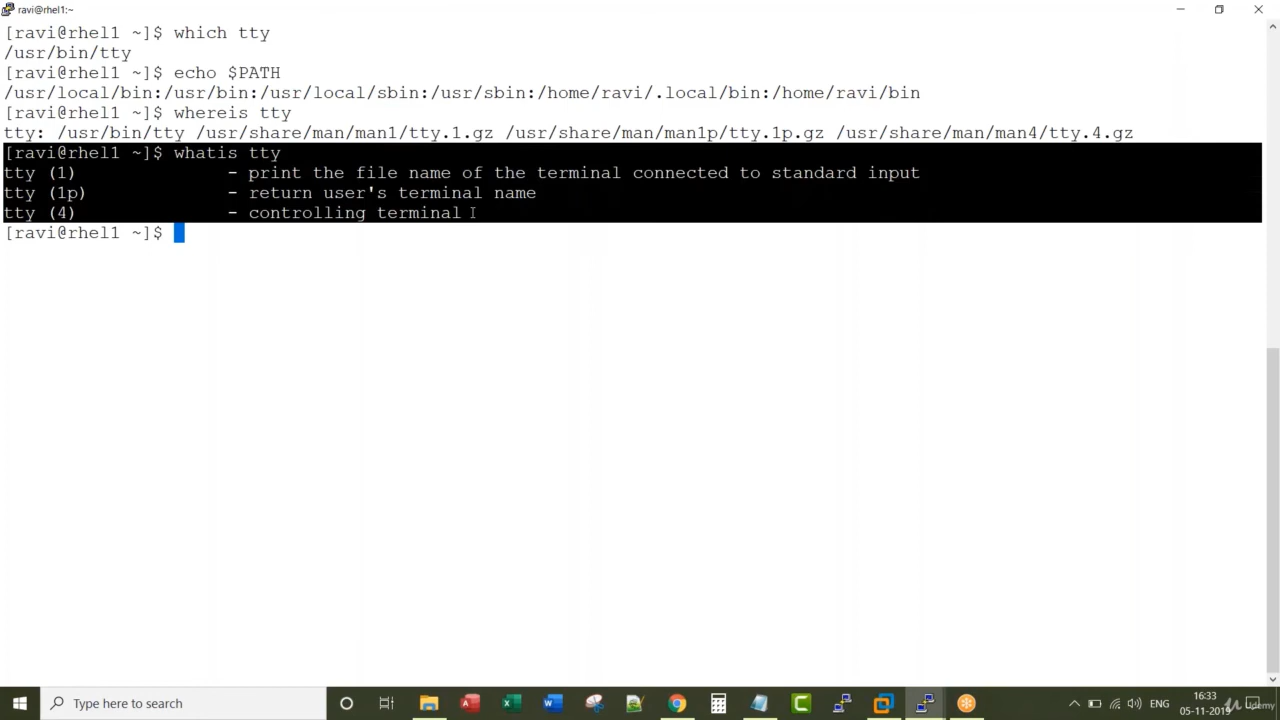 ravi@rhel1:~
[ravi@rhel1 ~]$ which tty
/usr/bin/tty
[ravi@rhel1 ~]$ echo $PATH
/usr/local/bin:/usr/bin:/usr/local/sbin:/usr/sbin:/home/ravi/.local/bin:/home/ravi/bin
[ravi@rhel1 ~]$ whereis tty
tty: /usr/bin/tty /usr/share/man/man1/tty.1.gz /usr/share/man/man1p/tty.1p.gz /usr/share/man/man4/tty.4.gz
[ravi@rhel1 ~]$ whatis tty
tty (1) - print the file name of the terminal connected to standard input
tty (1p) - return user's terminal name
tty (4) - controlling terminal
[ravi@rhel1 ~]$
Type here to search
ENG
16:33
05-11-2019
Udemy